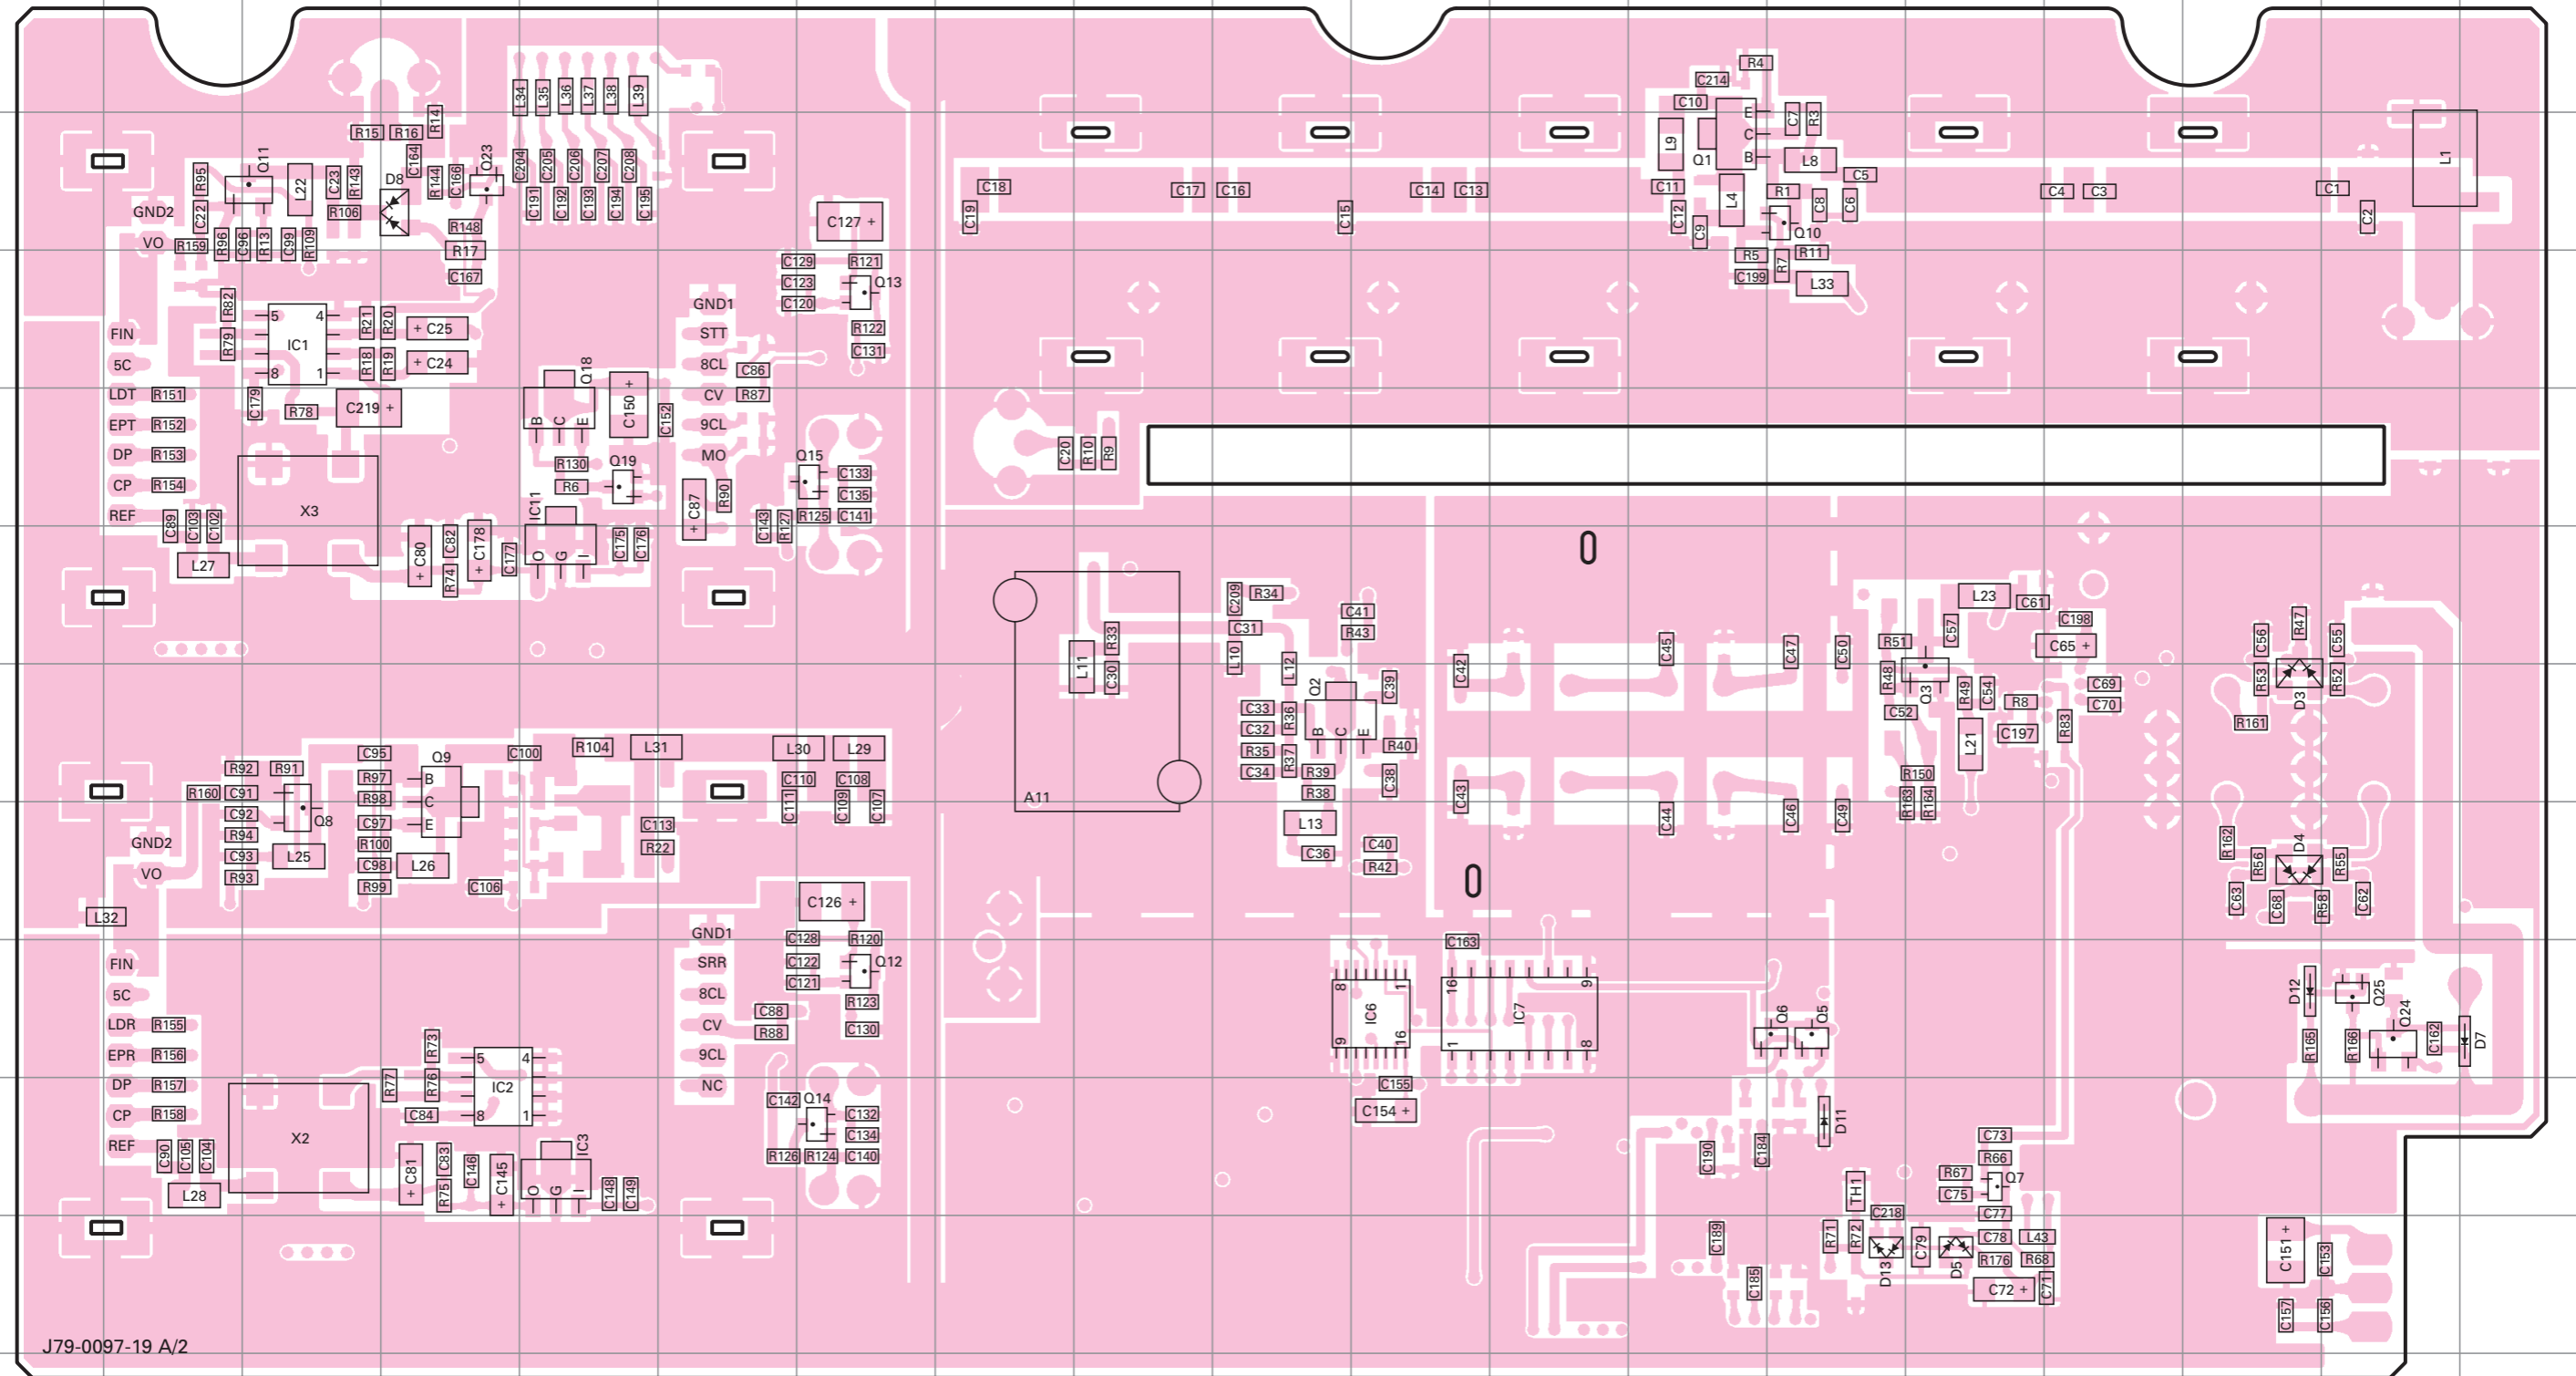 R4
C214
C10
E
C7
R3
L34
L35
L36
L37
L38
L39
R15
R16
R14
C
L9
Q1
B
L8
L1
Q11
C164
Q23
C204
C205
C206
C207
C208
R95
L22
C23
R143
D8
R144
C166
C18
C17
C16
C14
C13
C11
L4
R1
C5
C4
C3
C1
GND2
C22
R106
C191
C192
C193
C194
C195
C127 +
C19
C15
C12
C9
C8
C6
Q10
C2
VO
R159
R96
C96
R13
C99
R109
R148
R17
C167
C129
R121
C123
Q13
C120
R5
R7
R11
C199
L33
R82
5
4
R21
R20
+ C25
GND1
FIN
R79
IC1
STT
R122
5C
8
1
R18
R19
+ C24
Q18
8CL
C86
C131
LDT
R151
C179
R78
C219 +
B
C
E
+
C150
C152
CV
R87
EPT
R152
9CL
DP
R153
MO
R130
Q19
Q15
C133
C20
R10
R9
CP
R154
X3
R6
C135
REF
C89
C103
C102
IC11
C87
+
R90
C143
R127
R125
C141
L27
C80
+
C82
R74
C178
+
C177
O
G
I
C175
C176
C209
R34
C41
L23
C61
C31
R43
R33
L11
C30
L10
L12
C42
C45
C47
C50
R51
C57
C198
C65 +
C56
R47
C55
Q2
C39
R48
Q3
R49
C54
R8
C69
C70
R53
D3
R52
R161
C33
R36
C32
B
C
E
C52
L21
C197
R83
R35
R37
R40
C34
R39
C38
R38
R150
R163
R164
C43
C44
C46
C49
A11
L13
C36
C40
R42
C95
Q9
C100
R104
L31
L30
L29
R92
R91
R97
B
C110
C108
R160
C91
R98
C
C111
C109
C107
C92
Q8
C97
E
C113
R94
R100
R22
GND2
C93
L25
C98
L26
R93
R99
C106
VO
L32
C126 +
R162
R56
D4
R55
C63
C68
R58
C62
GND1
C128
R120
C163
FIN
SRR
C122
Q12
8
1
16
9
5C
8CL
C121
R123
IC6
IC7
Q6
Q5
D12
Q25
Q24
LDR
R155
CV
C88
C130
9
16
1
8
R88
R165
R166
C162
D7
EPR
R156
R73
5
4
9CL
DP
R157
R77
R76
IC2
NC
C155
CP
R158
C84
8
1
C142
Q14
C132
C154 +
D11
C134
REF
C90
C105
C104
X2
C81
+
C83
R75
C146
C145
+
IC3
O
G
I
C148
C149
R126
R124
C140
C190
C184
C73
R66
R67
Q7
C75
TH1
L28
C218
C77
C189
R71
R72
C79
C78
L43
D13
D5
R176
R68
C185
C72 +
C71
C151 +
C153
C157
C156
J79-0097-19 A/2